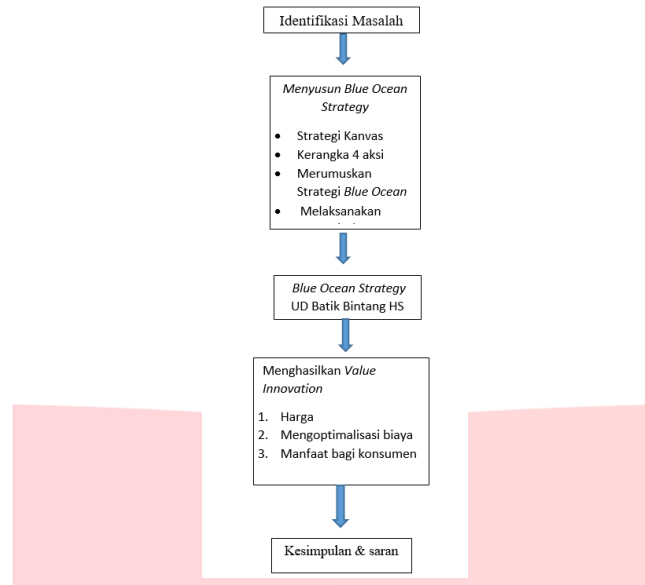 Identifikasi Masalah
Menyusun Blue Ocean
Strategy
• Strategi Kanvas
• Kerangka 4 aksi
• Merumuskan
Strategi Blue Ocean
• Melaksanakan
Blue Ocean Strategy
UD Batik Bintang HS
Menghasilkan Value
Innovation
1. Harga
2. Mengoptimalisasi biaya
3. Manfaat bagi konsumen
Kesimpulan & saran